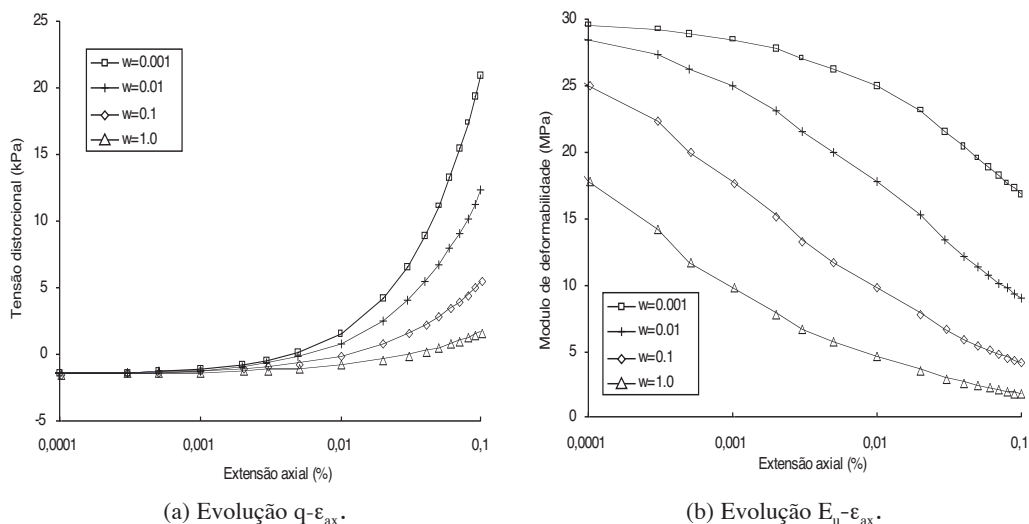 25
20
15
10
5
0
-5
Tensão distorcional (kPa)
w=0.001
w=0.01
w=0.1
w=1.0
0,0001
0,001
0,01
0,1
Extensão axial (%)
(a) Evolução q-εax.
30
25
20
15
10
5
0
Modulo de deformabilidade (MPa)
w=0.001
w=0.01
w=0.1
w=1.0
0,0001
0,001
0,01
0,1
Extensão axial (%)
(b) Evolução Eu-εax.